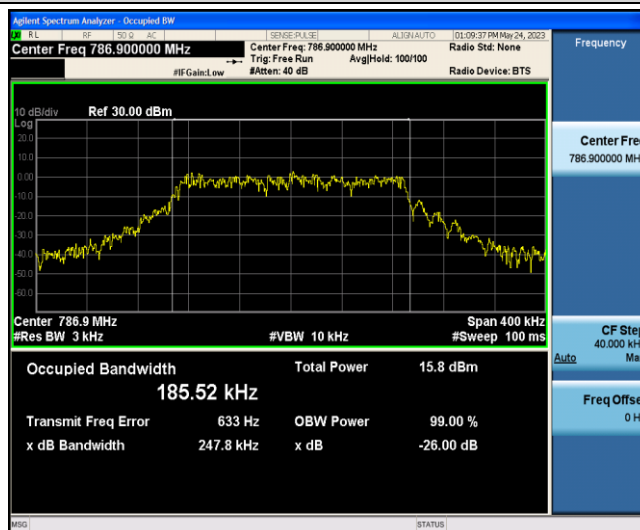 Agilent Spectrum Analyzer - Occupied BW
RL RF 50 Ω AC SENSE:PULSE ALIGNAUTO 01:09:37 PM May 24, 2023
Center Freq 786.900000 MHz
Center Freq: 786.900000 MHz
Radio Std: None
Trig: Free Run Avg|Hold: 100/100
#IFGain:Low #Atten: 40 dB Radio Device: BTS
10 dB/div Ref 30.00 dBm
Log
20.0
10.0
0.00
-10.0
-20.0
-30.0
-40.0
-50.0
-60.0
Center 786.9 MHz Span 400 kHz
#Res BW 3 kHz #VBW 10 kHz #Sweep 100 ms
Occupied Bandwidth Total Power 15.8 dBm
185.52 kHz
Transmit Freq Error 633 Hz OBW Power 99.00 %
x dB Bandwidth 247.8 kHz x dB -26.00 dB
MSG STATUS
Frequency
Center Fre
786.900000 MH
CF Ste
40.000 kH
Auto Ma
Freq Offse
0 H